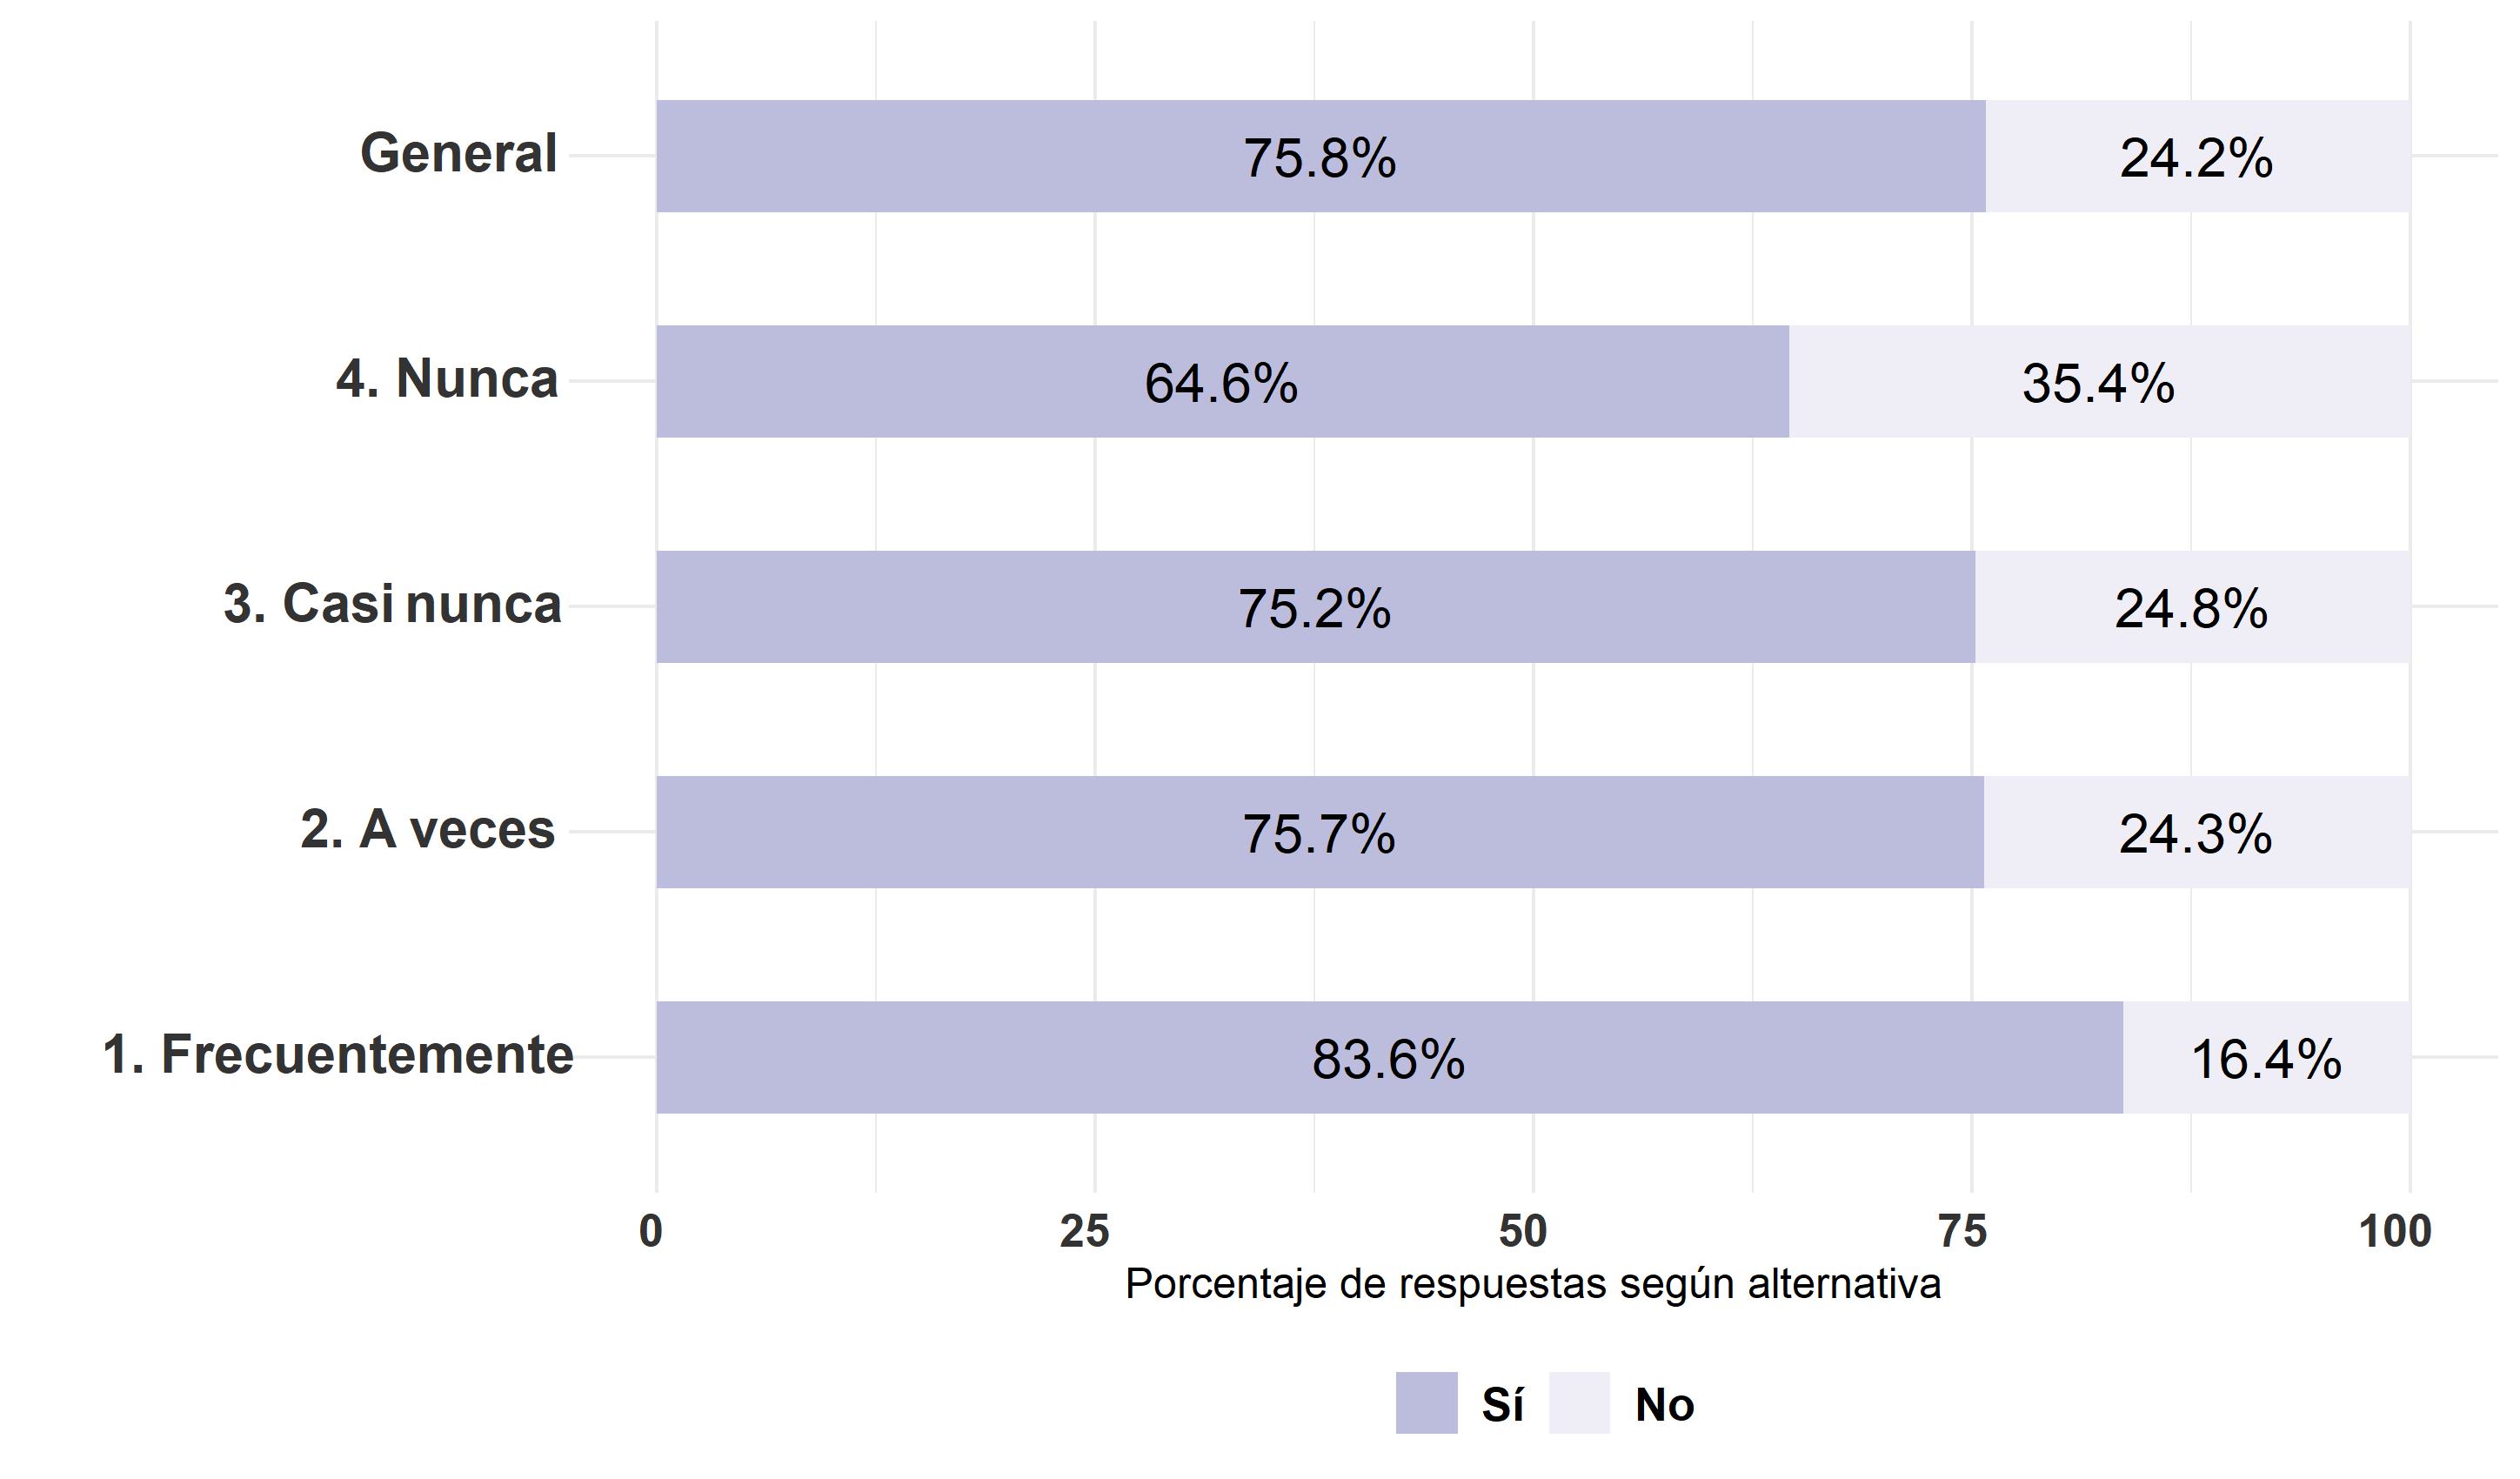 General 75.8% 24.2%
4. Nunca 64.6% 35.4%
3. Casi nunca 75.2% 24.8%
2. A veces 75.7% 24.3%
1. Frecuentemente 83.6% 16.4%
0 25 50 75 100
Porcentaje de respuestas según alternativa
Sí No